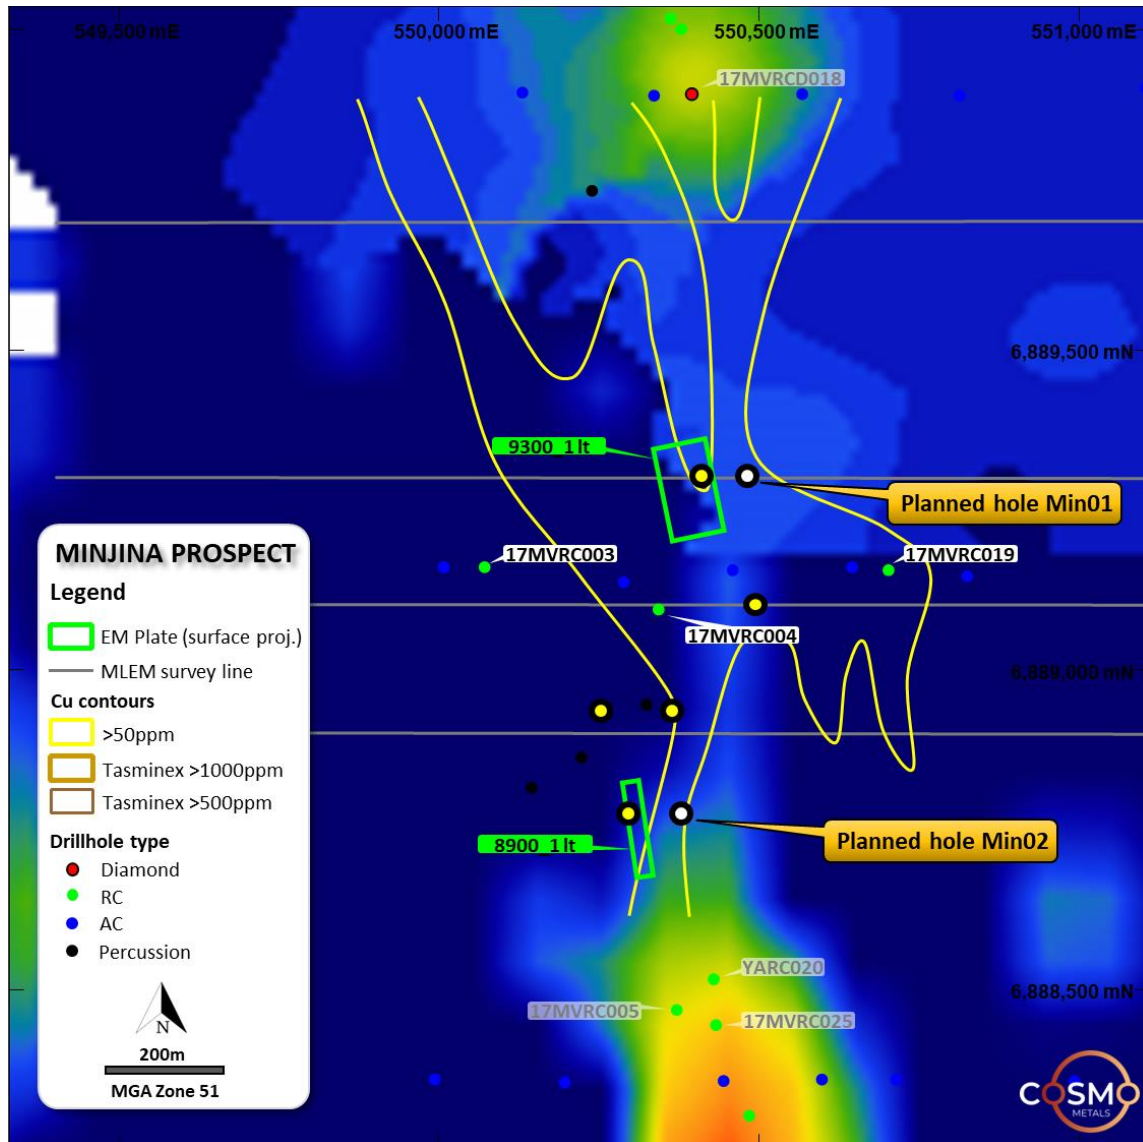 549,500 mE
550,000 mE
550,500 mE
551,000 mE
17MVRCD018
6,889,500 mN
9300_1lt
Planned hole Min01
17MVRC003
17MVRC019
17MVRC004
6,889,000 mN
Planned hole Min02
8900_1lt
YARC020
17MVRC005
17MVRC025
6,888,500 mN
MINJINA PROSPECT
Legend
EM Plate (surface proj.)
MLEM survey line
Cu contours
>50ppm
Tasminex >1000ppm
Tasminex >500ppm
Drillhole type
Diamond
RC
AC
Percussion
N
200m
MGA Zone 51
COSMO
METALS